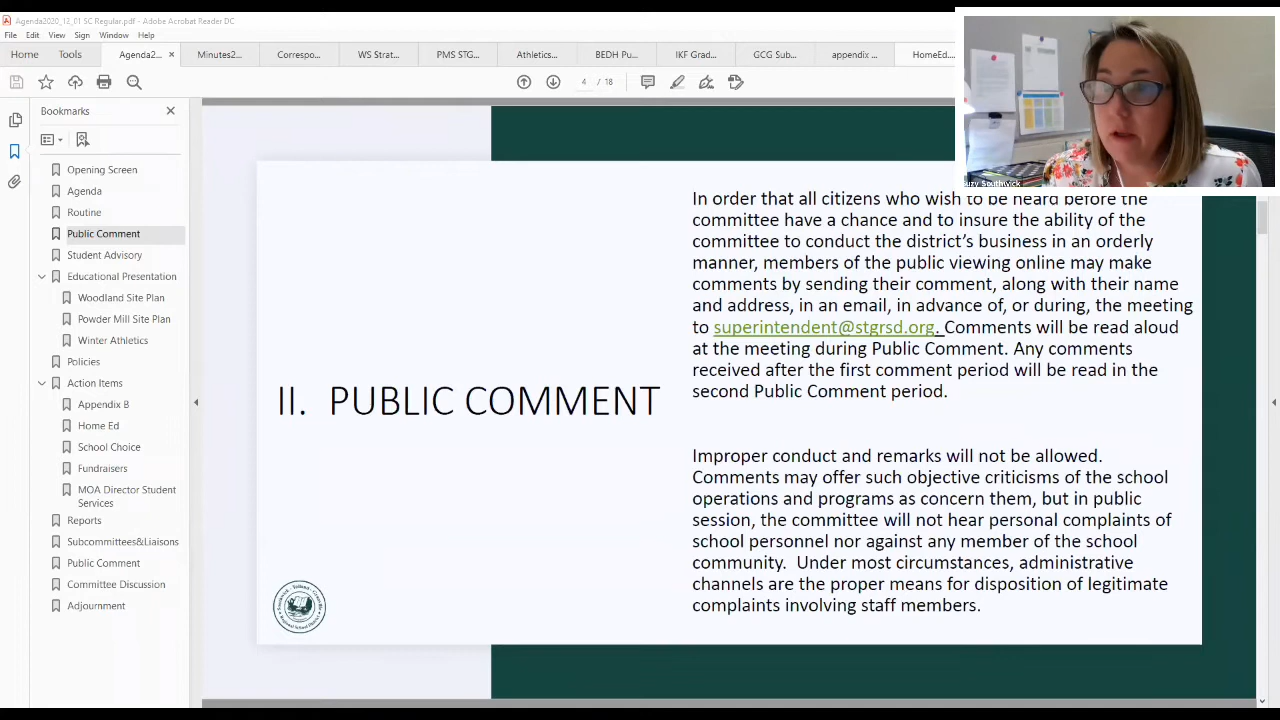 Agenda2020_12_01 SC Regular.pdf - Adobe Acrobat Reader DC
File Edit View Sign Window Help
Home Tools Agenda2... × Minutes2... Correspo... WS Strat... PMS STG... Athletics... BEDH Pu... IKF Grad... GCG Sub... appendix ... HomeEd...
4 / 18
Bookmarks
Opening Screen
Agenda
Routine
Public Comment
Student Advisory
Educational Presentation
Woodland Site Plan
Powder Mill Site Plan
Winter Athletics
Policies
Action Items
Appendix B
Home Ed
School Choice
Fundraisers
MOA Director Student
Services
Reports
Subcommittees&Liaisons
Public Comment
Committee Discussion
Adjournment
II. PUBLIC COMMENT
In order that all citizens who wish to be heard before the
committee have a chance and to insure the ability of the
committee to conduct the district's business in an orderly
manner, members of the public viewing online may make
comments by sending their comment, along with their name
and address, in an email, in advance of, or during, the meeting
to superintendent@stgrsd.org. Comments will be read aloud
at the meeting during Public Comment. Any comments
received after the first comment period will be read in the
second Public Comment period.
Improper conduct and remarks will not be allowed.
Comments may offer such objective criticisms of the school
operations and programs as concern them, but in public
session, the committee will not hear personal complaints of
school personnel nor against any member of the school
community. Under most circumstances, administrative
channels are the proper means for disposition of legitimate
complaints involving staff members.
Southwick